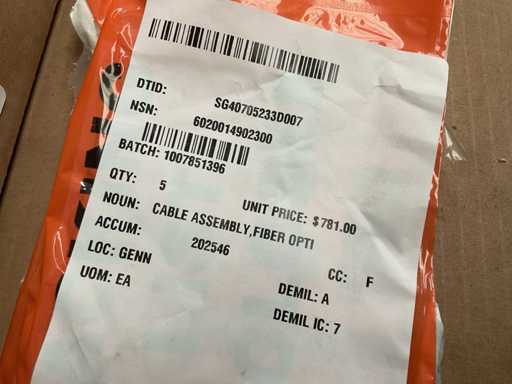 DTID: SG40705233D007
NSN: 6020014902300
BATCH: 1007851396
QTY: 5 UNIT PRICE: $781.00
NOUN: CABLE ASSEMBLY,FIBER OPTI
ACCUM: 202546
LOC: GENN CC: F
UOM: EA DEMIL: A
DEMIL IC: 7